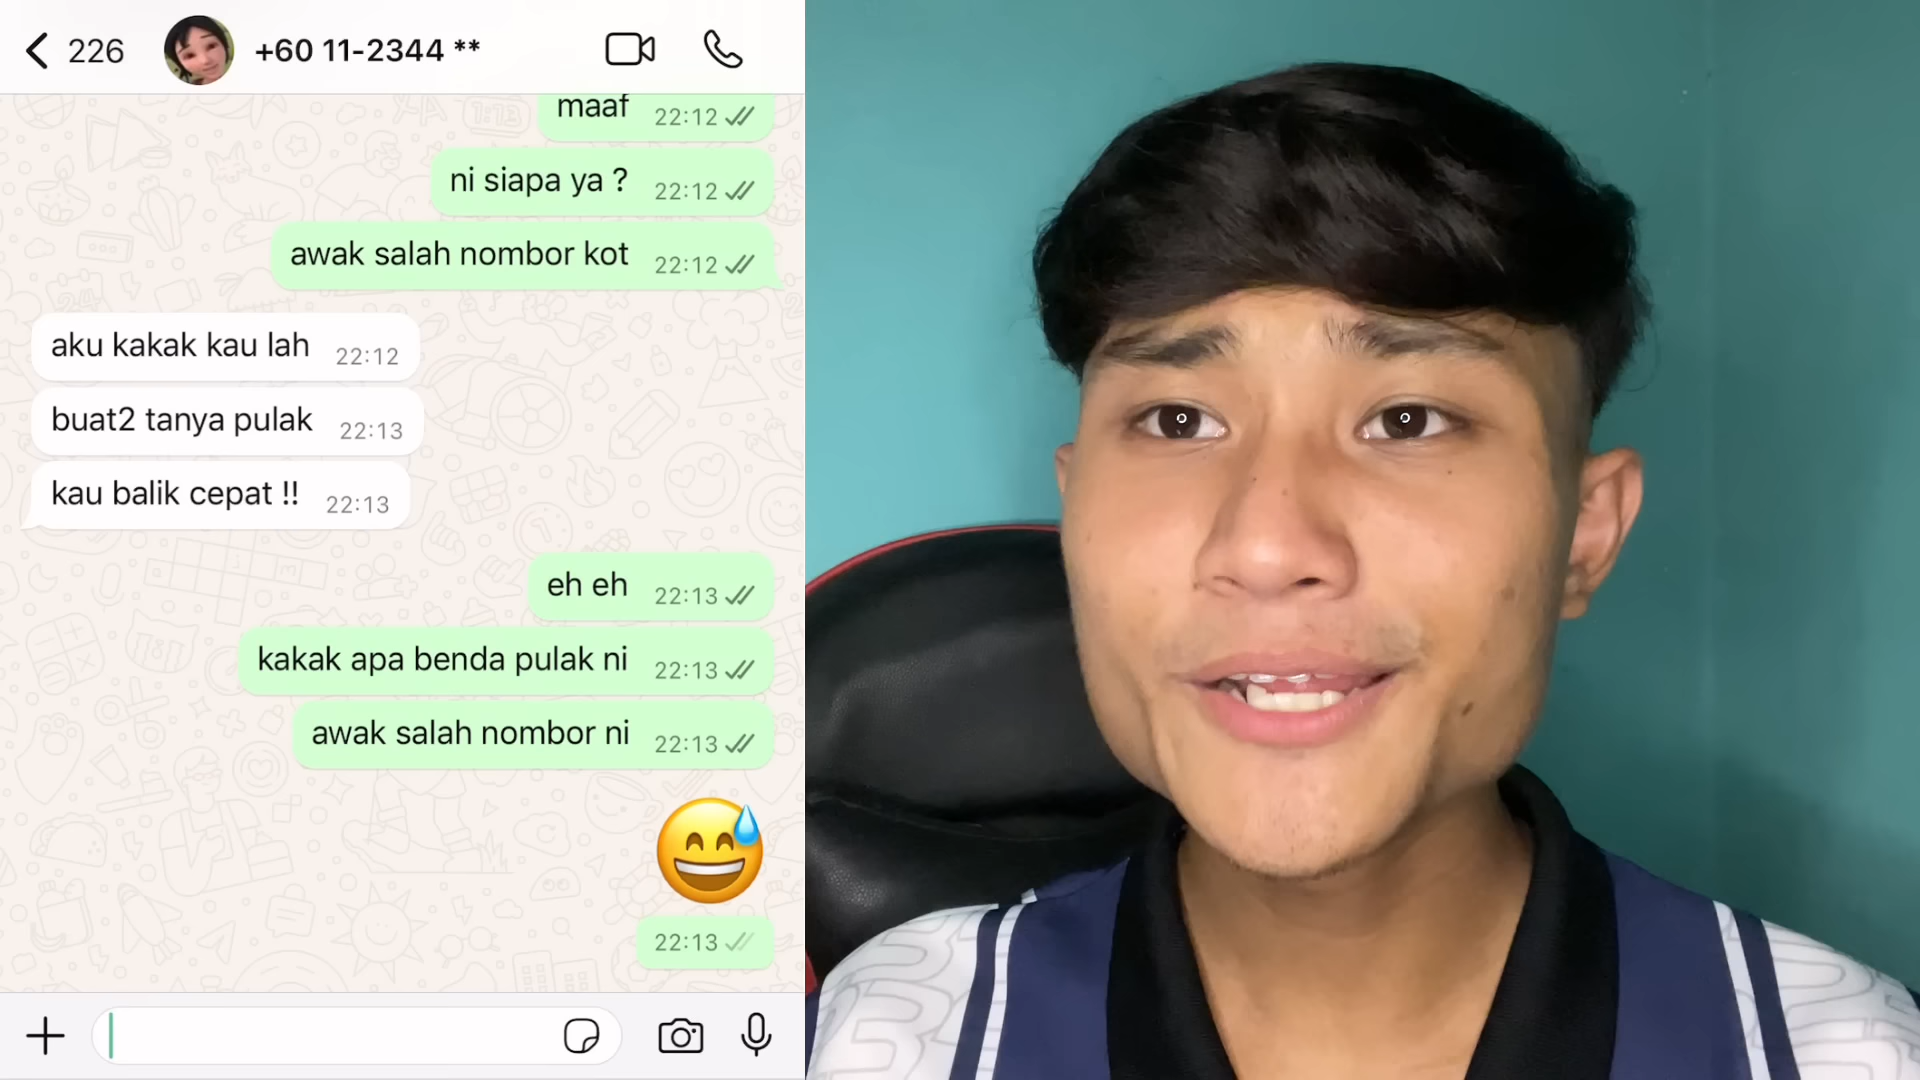 226
+60 11-2344 **
maaf 22:12
ni siapa ya ? 22:12
awak salah nombor kot 22:12
aku kakak kau lah 22:12
buat2 tanya pulak 22:13
kau balik cepat !! 22:13
eh eh 22:13
kakak apa benda pulak ni 22:13
awak salah nombor ni 22:13
22:13